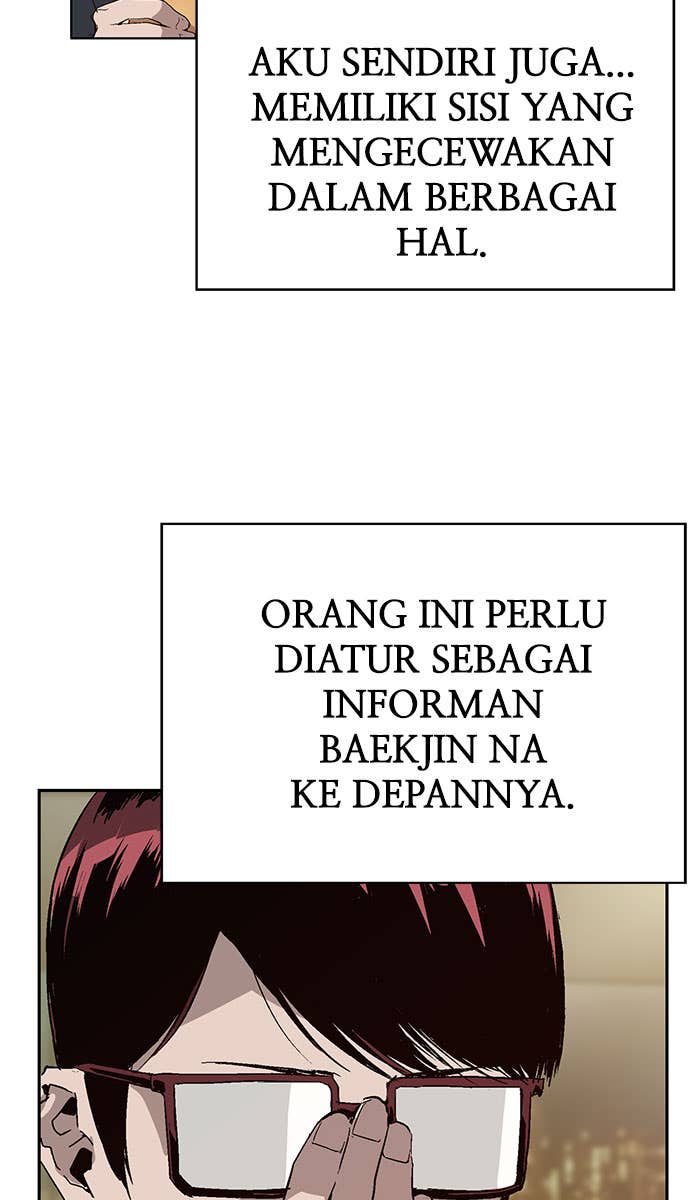 AKU SENDIRI JUGA...
MEMILIKI SISI YANG
MENGECEWAKAN
DALAM BERBAGAI
HAL.
ORANG INI PERLU
DIATUR SEBAGAI
INFORMAN
BAEKJIN NA
KE DEPANNYA.